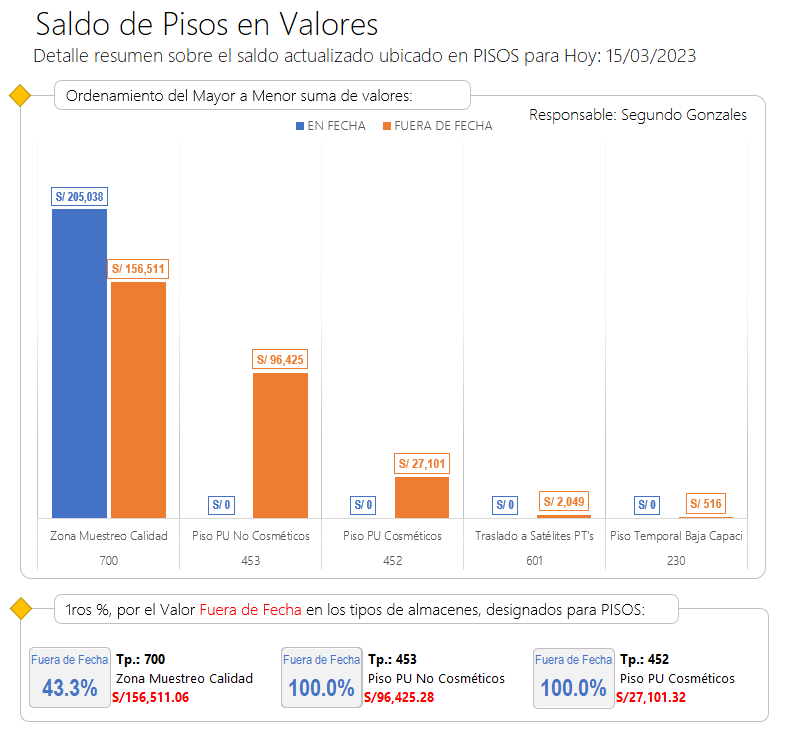 Saldo de Pisos en Valores
Detalle resumen sobre el saldo actualizado ubicado en PISOS para Hoy: 15/03/2023
Ordenamiento del Mayor a Menor suma de valores:
Responsable: Segundo Gonzales
EN FECHA FUERA DE FECHA
S/ 205,038
S/ 156,511
S/ 0
S/ 96,425
S/ 0
S/ 27,101
S/ 0
S/ 2,049
S/ 0
S/ 516
Zona Muestreo Calidad Piso PU No Cosméticos Piso PU Cosméticos Traslado a Satélites PT's Piso Temporal Baja Capaci
700 453 452 601 230
1ros %, por el Valor Fuera de Fecha en los tipos de almacenes, designados para PISOS:
Fuera de Fecha
43.3%
Tp.: 700
Zona Muestreo Calidad
S/156,511.06
Fuera de Fecha
100.0%
Tp.: 453
Piso PU No Cosméticos
S/96,425.28
Fuera de Fecha
100.0%
Tp.: 452
Piso PU Cosméticos
S/27,101.32